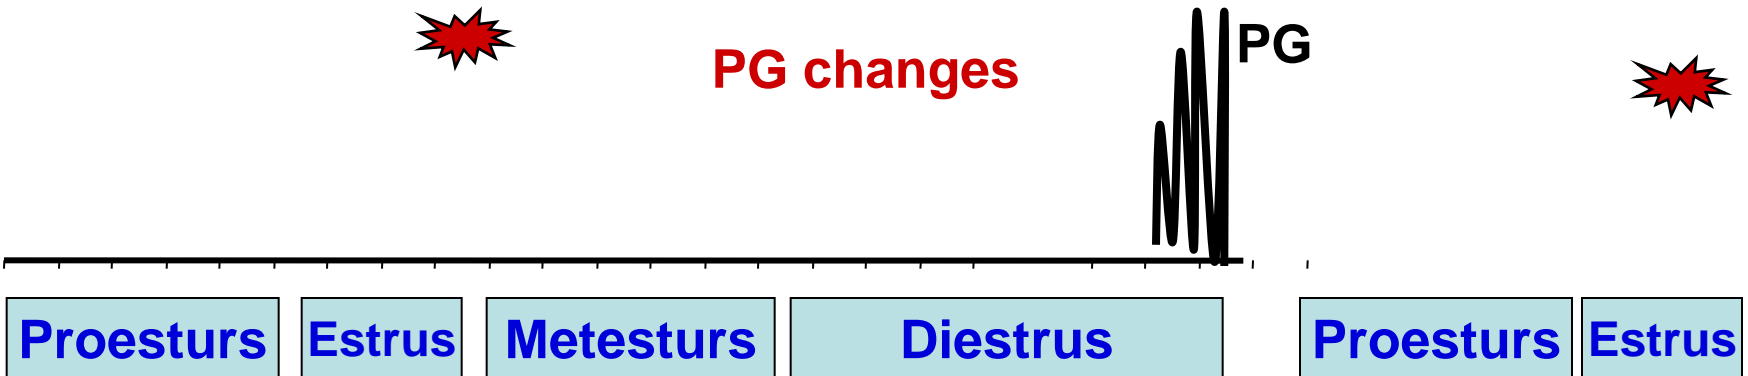 PG
PG changes
Proesturs
Estrus
Metesturs
Diestrus
Proesturs
Estrus